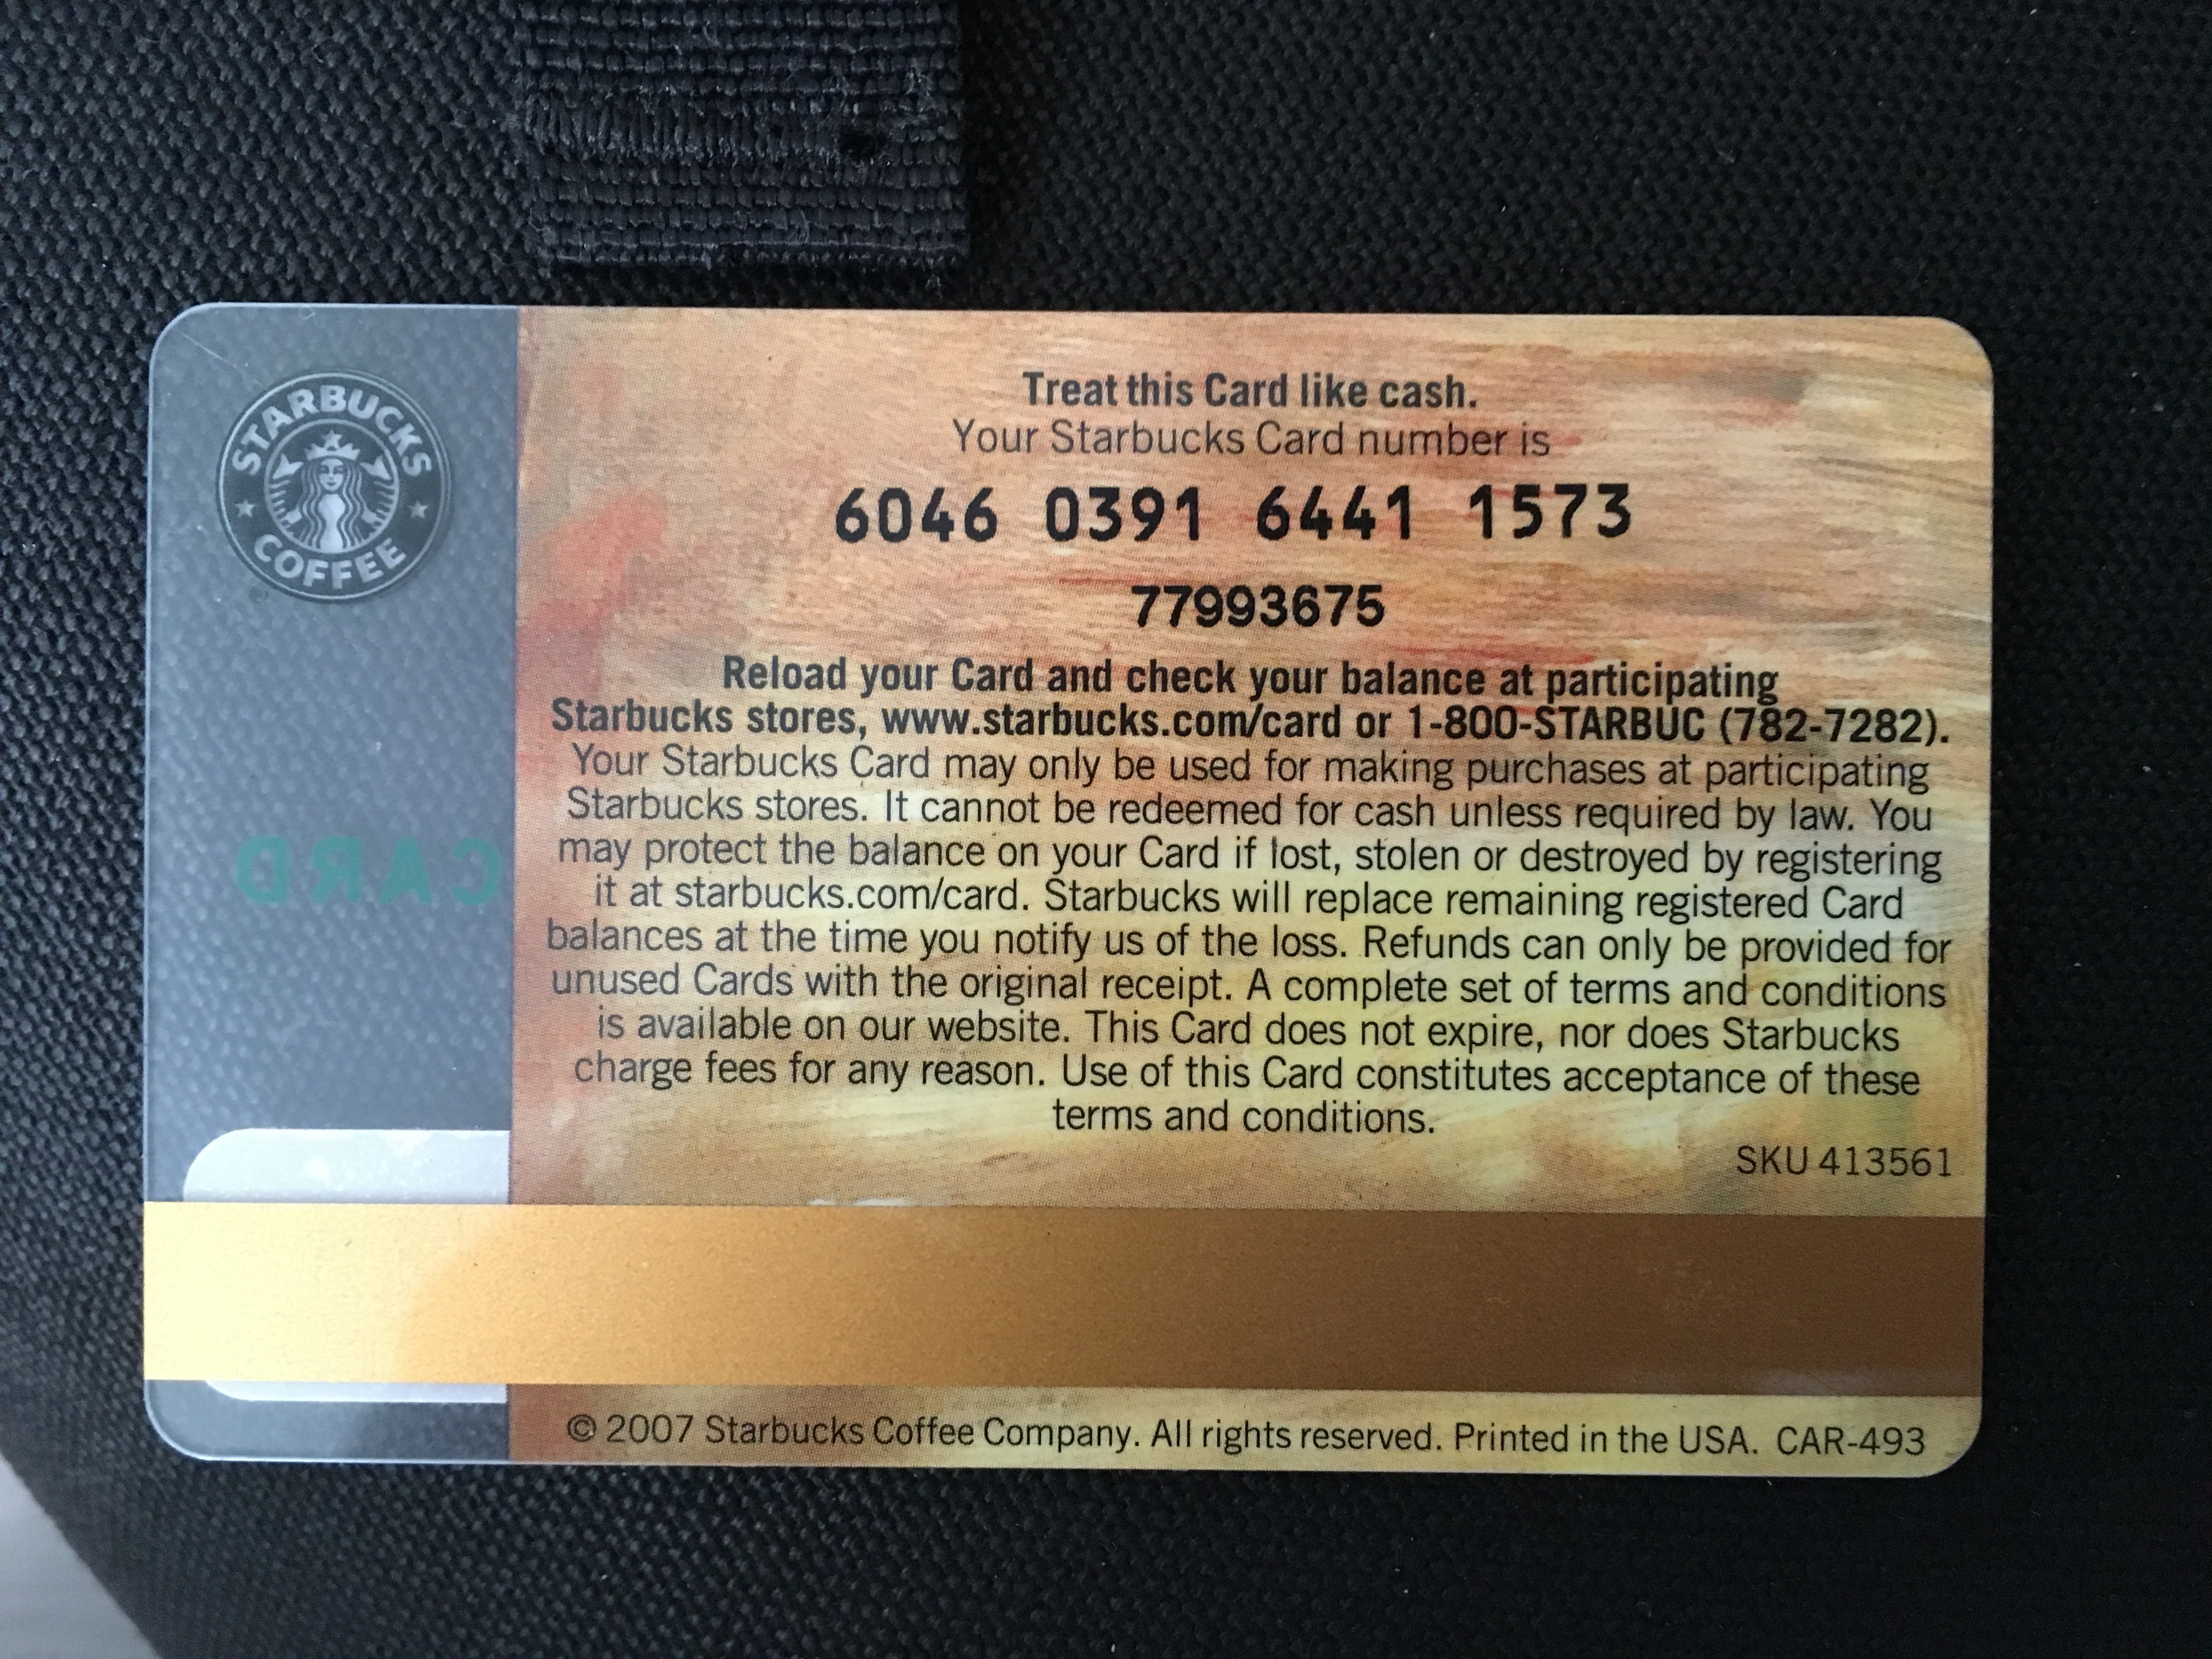 STARBUCKS
COFFEE
®
CARD
Treat this Card like cash.
Your Starbucks Card number is
6046 0391 6441 1573
77993675
Reload your Card and check your balance at participating
Starbucks stores, www.starbucks.com/card or 1-800-STARBUC (782-7282).
Your Starbucks Card may only be used for making purchases at participating
Starbucks stores. It cannot be redeemed for cash unless required by law. You
may protect the balance on your Card if lost, stolen or destroyed by registering
it at starbucks.com/card. Starbucks will replace remaining registered Card
balances at the time you notify us of the loss. Refunds can only be provided for
unused Cards with the original receipt. A complete set of terms and conditions
is available on our website. This Card does not expire, nor does Starbucks
charge fees for any reason. Use of this Card constitutes acceptance of these
terms and conditions.
SKU 413561
© 2007 Starbucks Coffee Company. All rights reserved. Printed in the USA. CAR-493